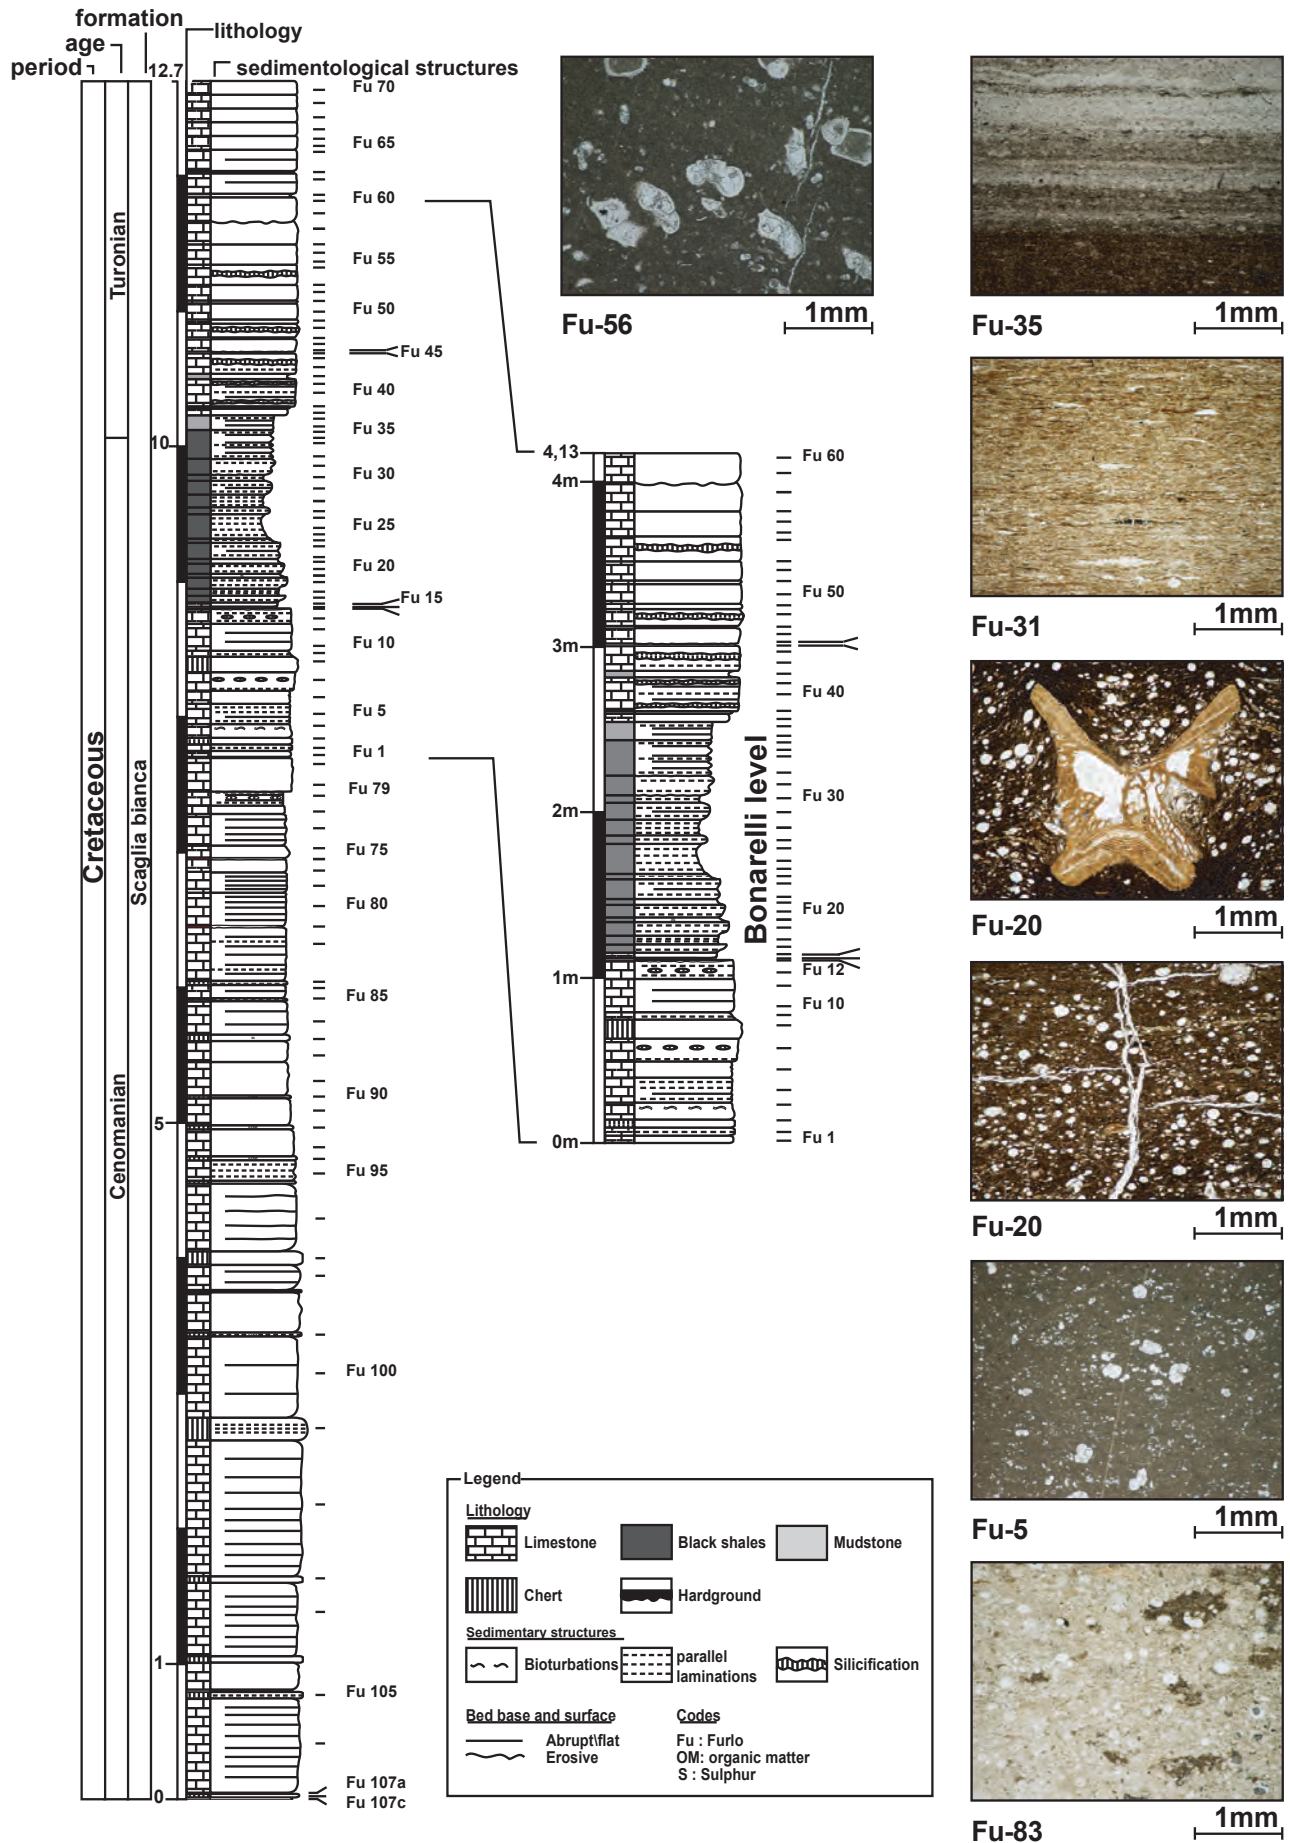 formation
age
period
lithology
sedimentological structures
12.7
10
5
1
0
Cretaceous
Turonian
Cenomanian
Scaglia bianca
Fu 70
Fu 65
Fu 60
Fu 55
Fu 50
Fu 45
Fu 40
Fu 35
Fu 30
Fu 25
Fu 20
Fu 15
Fu 10
Fu 5
Fu 1
Fu 79
Fu 75
Fu 80
Fu 85
Fu 90
Fu 95
Fu 100
Fu 105
Fu 107a
Fu 107c
4,13
4m
3m
2m
1m
0m
Bonarelli level
Fu 60
Fu 50
Fu 40
Fu 30
Fu 20
Fu 12
Fu 10
Fu 1
Fu-56
1mm
Fu-35
1mm
Fu-31
1mm
Fu-20
1mm
Fu-20
1mm
Fu-5
1mm
Fu-83
1mm
Legend
Lithology
Limestone
Black shales
Mudstone
Chert
Hardground
Sedimentary structures
Bioturbations
parallel
laminations
Silicification
Bed base and surface
Abrupt\flat
Erosive
Codes
Fu : Furlo
OM: organic matter
S : Sulphur